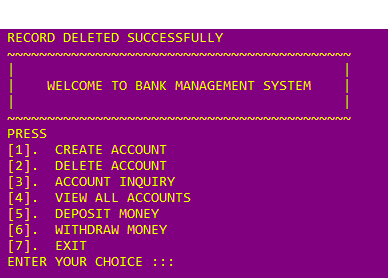 RECORD DELETED SUCCESSFULLY
~~~~~~~~~~~~~~~~~~~~~~~~~~~~~~~~~~~~~~~~~~~
|                                         |
|    WELCOME TO BANK MANAGEMENT SYSTEM    |
|                                         |
~~~~~~~~~~~~~~~~~~~~~~~~~~~~~~~~~~~~~~~~~~~
PRESS
[1].  CREATE ACCOUNT
[2].  DELETE ACCOUNT
[3].  ACCOUNT INQUIRY
[4].  VIEW ALL ACCOUNTS
[5].  DEPOSIT MONEY
[6].  WITHDRAW MONEY
[7].  EXIT
ENTER YOUR CHOICE :::